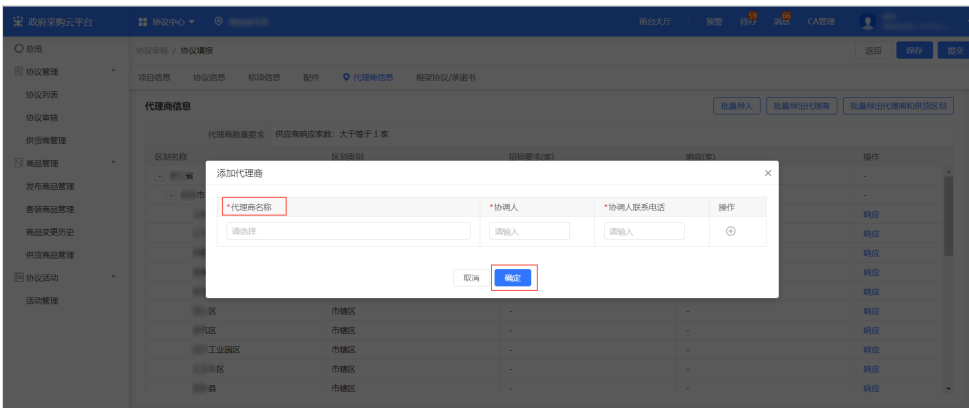 政府采购云平台 协议中心 前台大厅 预警 待办 59 消息 66 CA管理
总览 协议审核 / 协议填报 返回 保存 提交
协议管理 项目信息 协议信息 标项信息 配件 代理商信息 框架协议/承诺书
协议列表
代理商信息 批量导入 批量导出代理商 批量导出代理商和供货区划
协议审核
代理商数量要求 供应商响应家数：大于等于 1 家
供货商管理
区划名称 区划类别 招标要求(家) 响应(家) 操作
商品管理
省 -
添加代理商 ×
发布商品管理
市 -
*代理商名称 *协调人 *协调人联系电话 操作
套装商品管理 响应
请选择 请输入 请输入
商品变更历史 响应
供货商品管理 响应
协议活动 取消 确定 响应
活动管理 响应
区 市辖区 - - 响应
区 市辖区 - - 响应
工业园区 市辖区 - - 响应
区 市辖区 - - 响应
县 市辖区 - - 响应